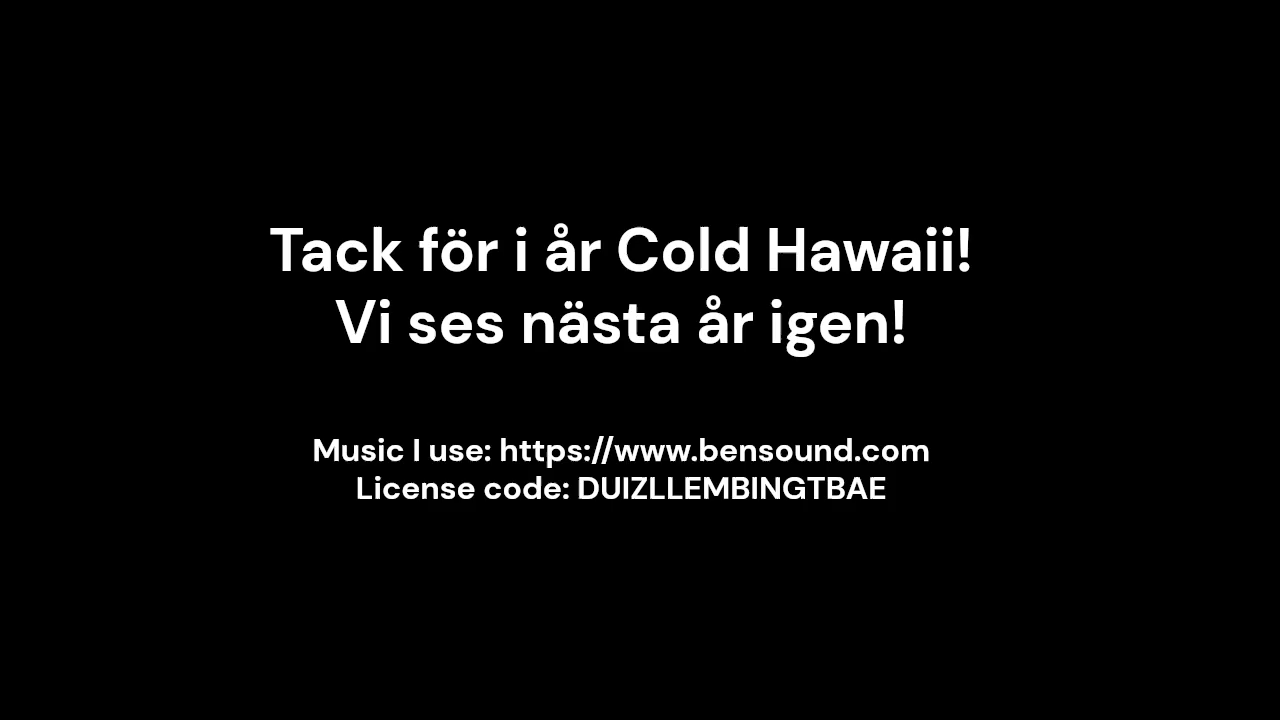 Tack för i år Cold Hawaii!
Vi ses nästa år igen!
Music I use: https://www.bensound.com
License code: DUIZLLEMBINGTBAE